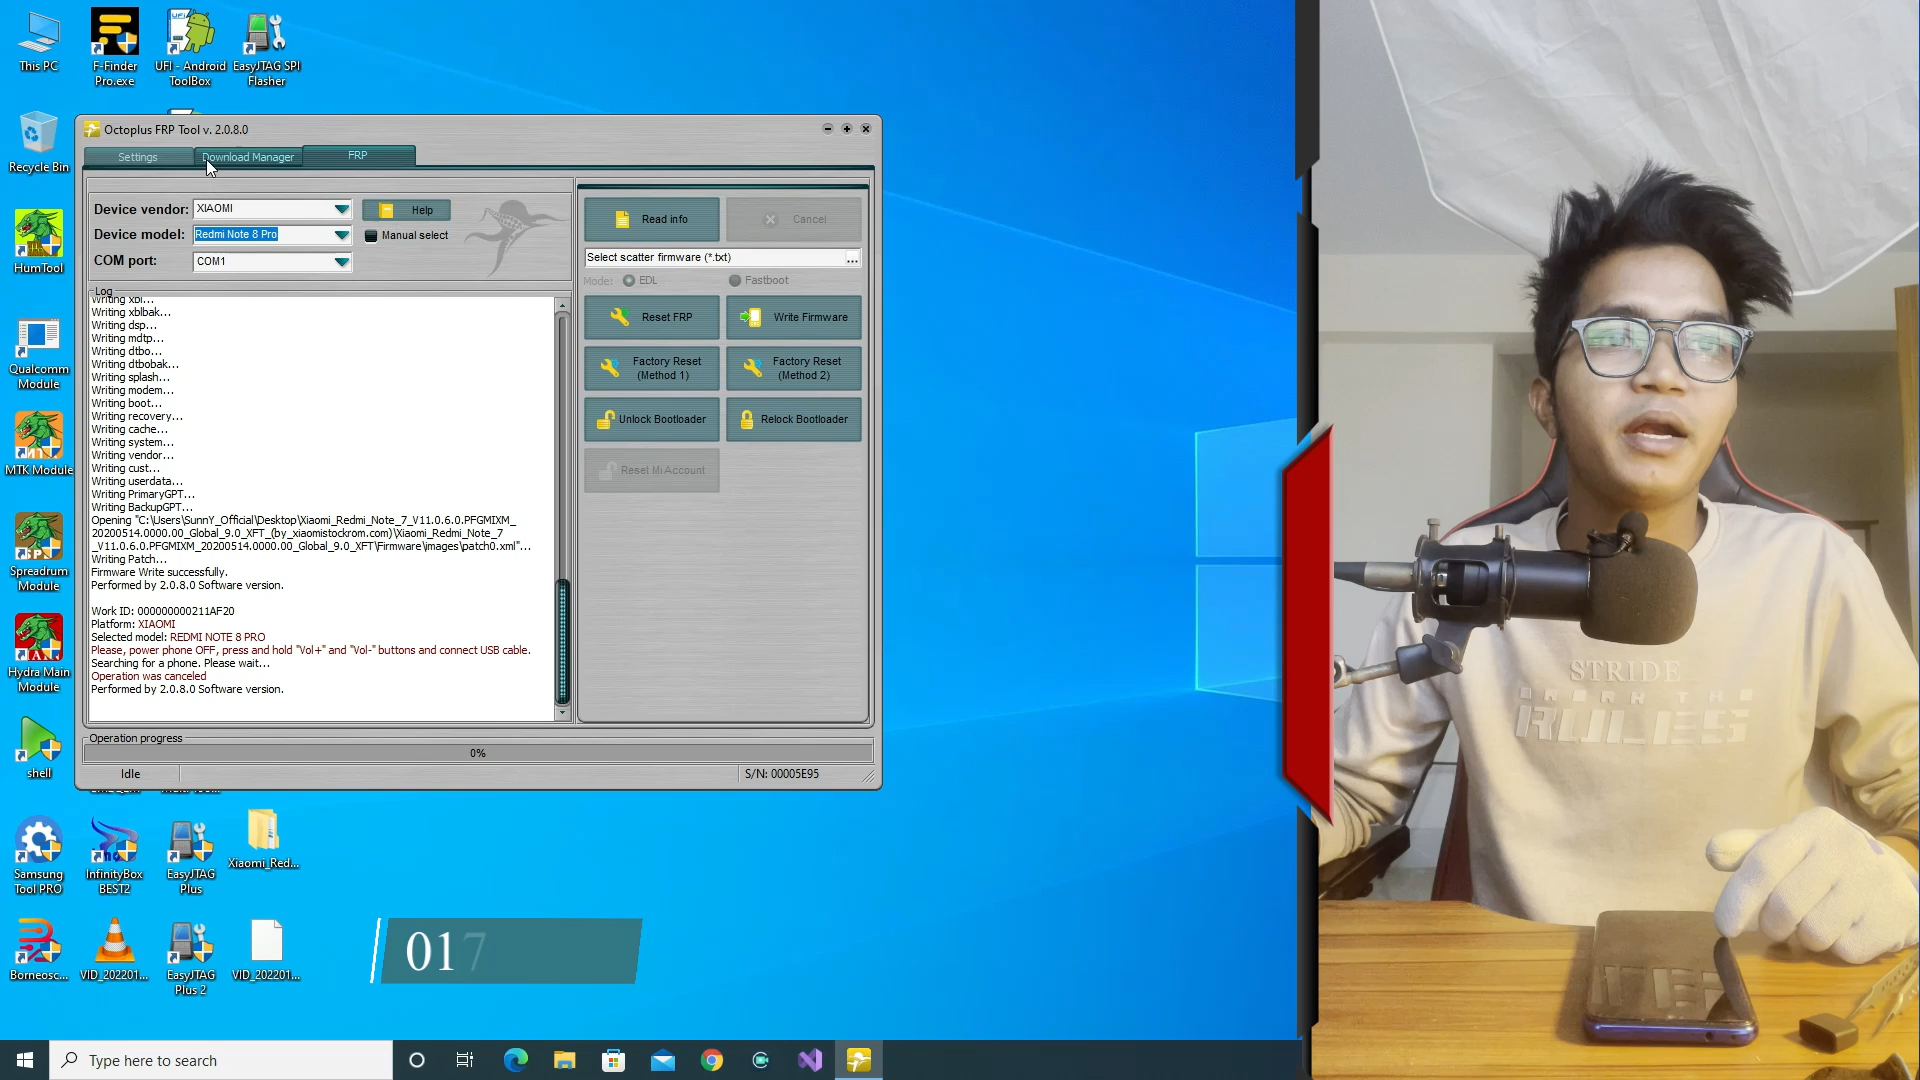 This PC
F-Finder
Pro.exe
UFi
UFI - Android
ToolBox
EasyJTAG SPI
Flasher
Recycle Bin
HumTool
Qualcomm
Module
MTK Module
Spreadrum
Module
Hydra Main
Module
shell
Samsung
Tool PRO
InfinityBox
BEST2
EasyJTAG
Plus
Xiaomi_Red...
Borneosc...
VID_202201...
EasyJTAG
Plus 2
VID_202201...
Octoplus FRP Tool v. 2.0.8.0
Settings
Download Manager
FRP
Device vendor:
XIAOMI
Help
Device model:
Redmi Note 8 Pro
Manual select
COM port:
COM1
Log
Writing xbl...
Writing xblbak...
Writing dsp...
Writing mdtp...
Writing dtbo...
Writing dtbobak...
Writing splash...
Writing modem...
Writing boot...
Writing recovery...
Writing cache...
Writing system...
Writing vendor...
Writing cust...
Writing userdata...
Writing PrimaryGPT...
Writing BackupGPT...
Opening "C:\Users\SunnY_Official\Desktop\Xiaomi_Redmi_Note_7_V11.0.6.0.PFGMIXM_
20200514.0000.00_Global_9.0_XFT_(by_xiaomistockrom.com)\Xiaomi_Redmi_Note_7
_V11.0.6.0.PFGMIXM_20200514.0000.00_Global_9.0_XFT\Firmware\images\patch0.xml"...
Writing Patch...
Firmware Write successfully.
Performed by 2.0.8.0 Software version.
Work ID: 000000000211AF20
Platform: XIAOMI
Selected model: REDMI NOTE 8 PRO
Please, power phone OFF, press and hold "Vol+" and "Vol-" buttons and connect USB cable.
Searching for a phone. Please wait...
Operation was canceled
Performed by 2.0.8.0 Software version.
Read info
Cancel
Select scatter firmware (*.txt)
...
Mode:
EDL
Fastboot
Reset FRP
Write Firmware
Factory Reset
(Method 1)
Factory Reset
(Method 2)
Unlock Bootloader
Relock Bootloader
Reset Mi Account
Operation progress
0%
Idle
S/N: 00005E95
017
Type here to search
STRIDE
RULES